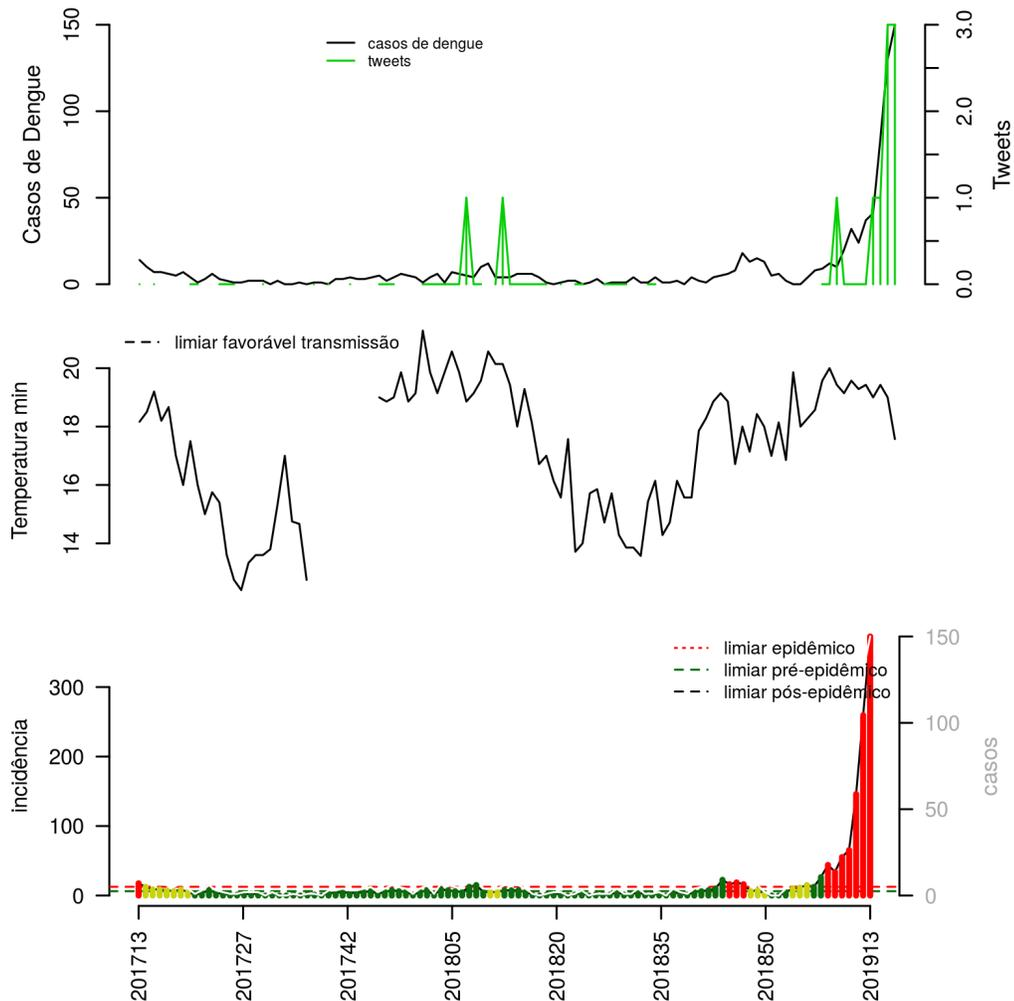 casos de dengue
tweets
Casos de Dengue
0
50
100
150
0.0
1.0
2.0
3.0
Tweets
limiar favorável transmissão
Temperatura min
14
16
18
20
limiar epidêmico
limiar pré-epidêmico
limiar pós-epidêmico
incidência
0
100
200
300
0
50
100
150
casos
201713
201727
201742
201805
201820
201835
201850
201913